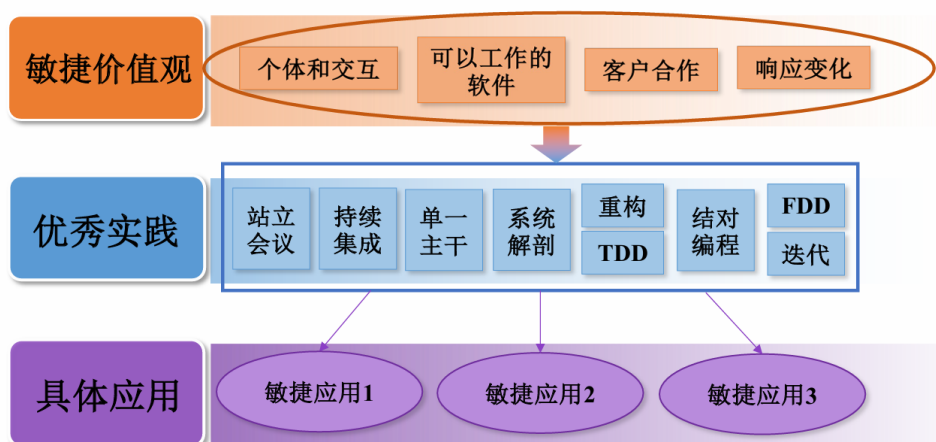 敏捷价值观
个体和交互
可以工作的
软件
客户合作
响应变化
优秀实践
站立
会议
持续
集成
单一
主干
系统
解剖
重构
TDD
结对
编程
FDD
迭代
具体应用
敏捷应用1
敏捷应用2
敏捷应用3